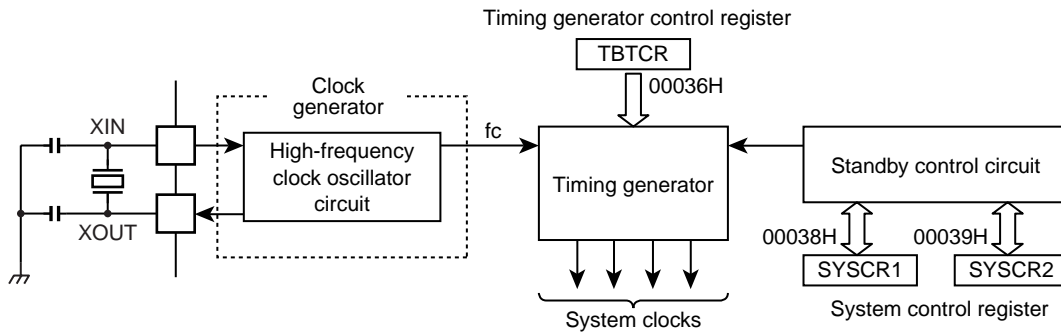 Timing generator control register
TBTCR
00036H
Clock
generator
XIN
High-frequency
clock oscillator
circuit
fc
Timing generator
Standby control circuit
XOUT
00038H
00039H
SYSCR1
SYSCR2
System clocks
System control register